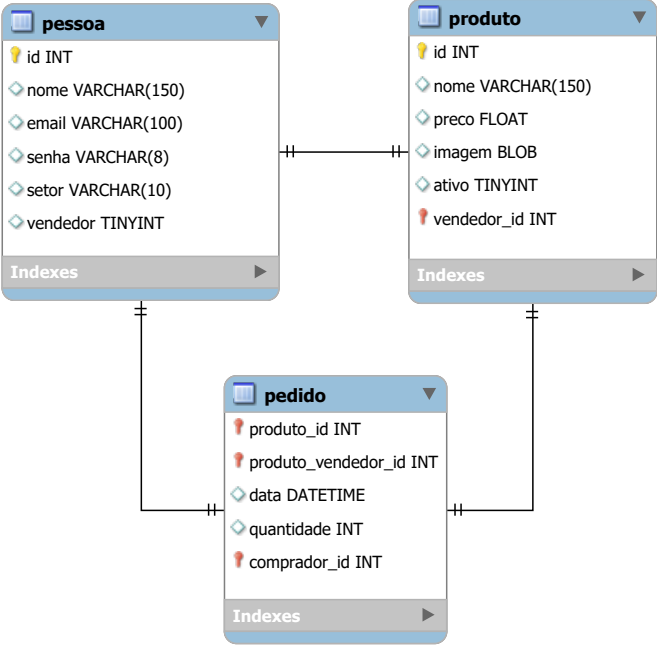 pessoa
id INT
nome VARCHAR(150)
email VARCHAR(100)
senha VARCHAR(8)
setor VARCHAR(10)
vendedor TINYINT
Indexes
produto
id INT
nome VARCHAR(150)
preco FLOAT
imagem BLOB
ativo TINYINT
vendedor_id INT
Indexes
pedido
produto_id INT
produto_vendedor_id INT
data DATETIME
quantidade INT
comprador_id INT
Indexes